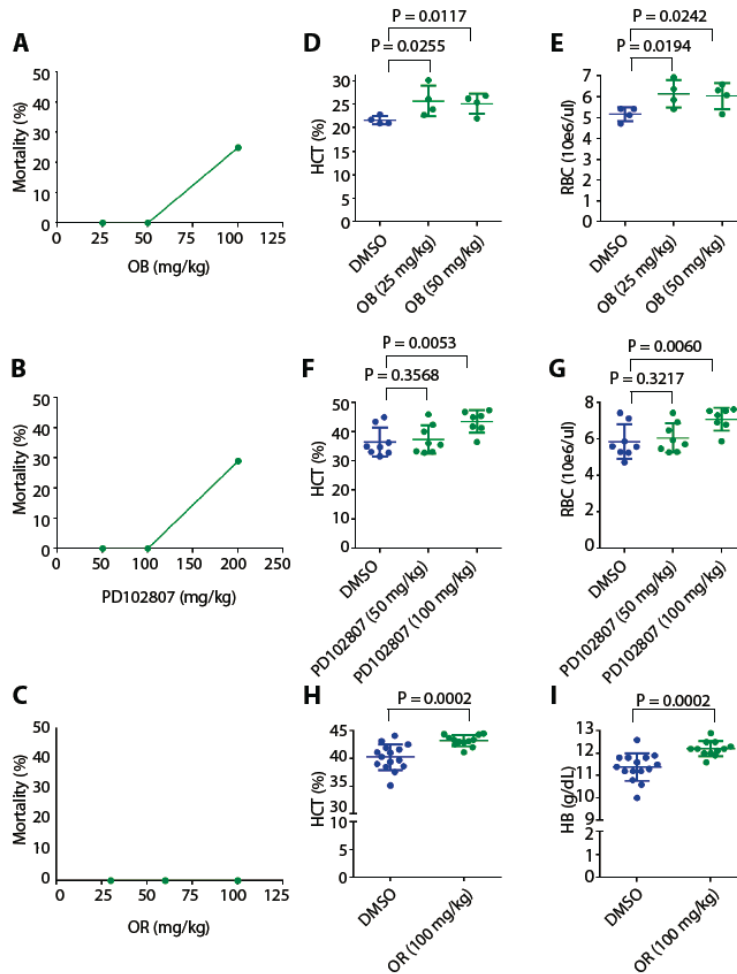 A
Mortality (%)
50
40
30
20
10
0
0 25 50 75 100 125
OB (mg/kg)
D
P = 0.0117
P = 0.0255
HCT (%)
30
25
20
15
10
5
0
DMSO
OB (25 mg/kg)
OB (50 mg/kg)
E
P = 0.0242
P = 0.0194
RBC (10e6/ul)
7
6
5
4
3
2
1
0
DMSO
OB (25 mg/kg)
OB (50 mg/kg)
B
Mortality (%)
50
40
30
20
10
0
0 50 100 150 200 250
PD102807 (mg/kg)
F
P = 0.0053
P = 0.3568
HCT (%)
50
40
30
20
10
0
DMSO
PD102807 (50 mg/kg)
PD102807 (100 mg/kg)
G
P = 0.0060
P = 0.3217
RBC (10e6/ul)
8
6
4
2
0
DMSO
PD102807 (50 mg/kg)
PD102807 (100 mg/kg)
C
Mortality (%)
50
40
30
20
10
0
0 25 50 75 100 125
OR (mg/kg)
H
P = 0.0002
HCT (%)
45
40
35
30
10
5
0
DMSO
OR (100 mg/kg)
I
P = 0.0002
HB (g/dL)
13
12
11
10
9
2
1
0
DMSO
OR (100 mg/kg)